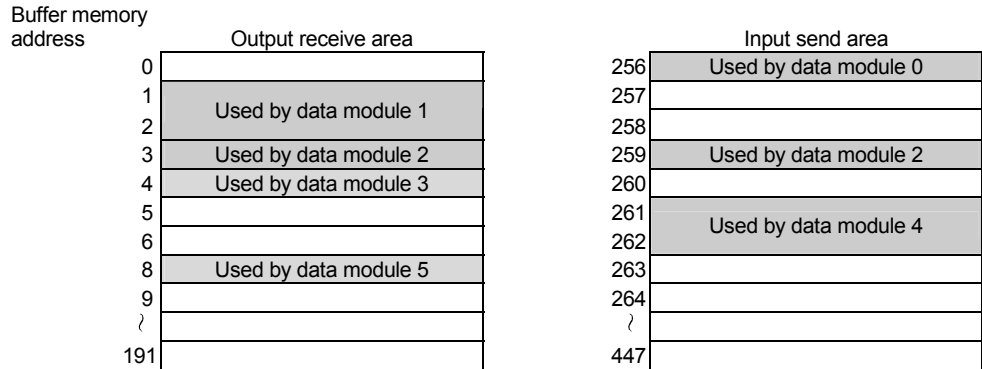 Buffer memory
address
Output receive area
0
1
Used by data module 1
2
3 Used by data module 2
4 Used by data module 3
5
6
8 Used by data module 5
9
~
191
Input send area
256 Used by data module 0
257
258
259 Used by data module 2
260
261
Used by data module 4
262
263
264
~
447